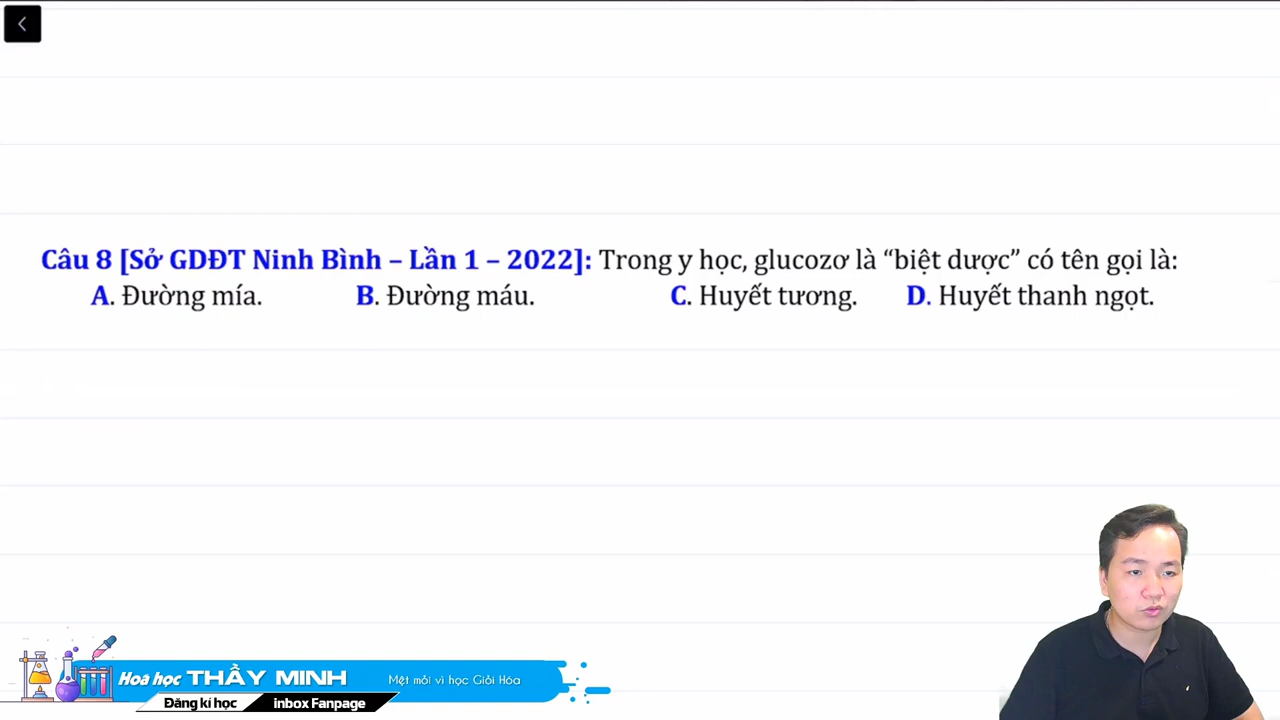 Câu 8 [Sở GDĐT Ninh Bình – Lần 1 – 2022]: Trong y học, glucozơ là “biệt dược” có tên gọi là:
A. Đường mía. B. Đường máu. C. Huyết tương. D. Huyết thanh ngọt.
Hoá học THẦY MINH Mệt mỏi vì học Giỏi Hóa
Đăng kí học inbox Fanpage